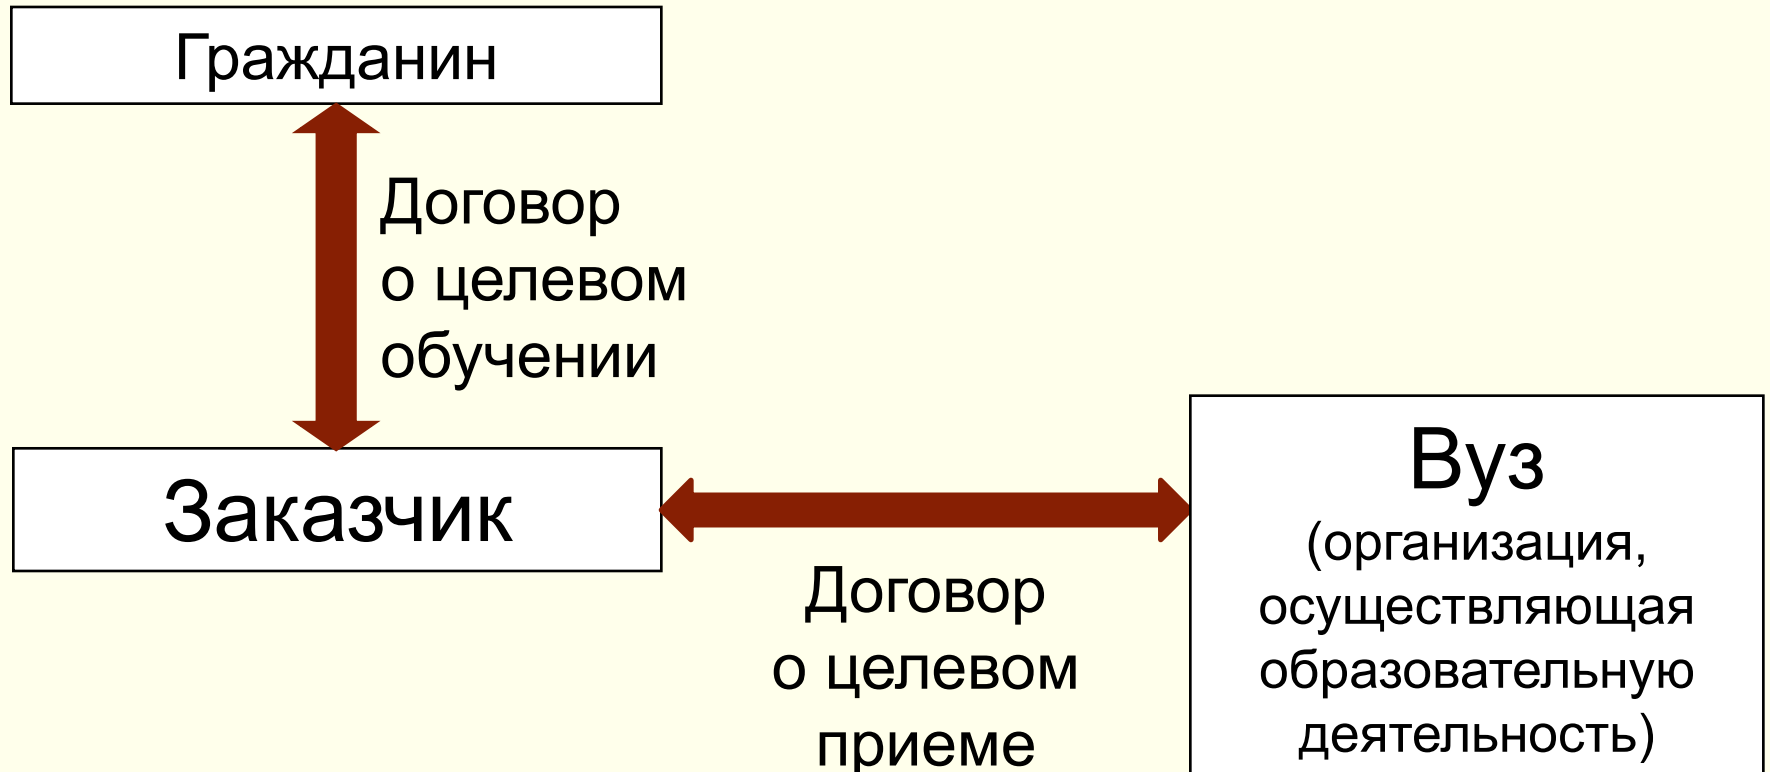 Гражданин
Договор
о целевом
обучении
Заказчик
Договор
о целевом
приеме
Вуз
(организация,
осуществляющая
образовательную
деятельность)